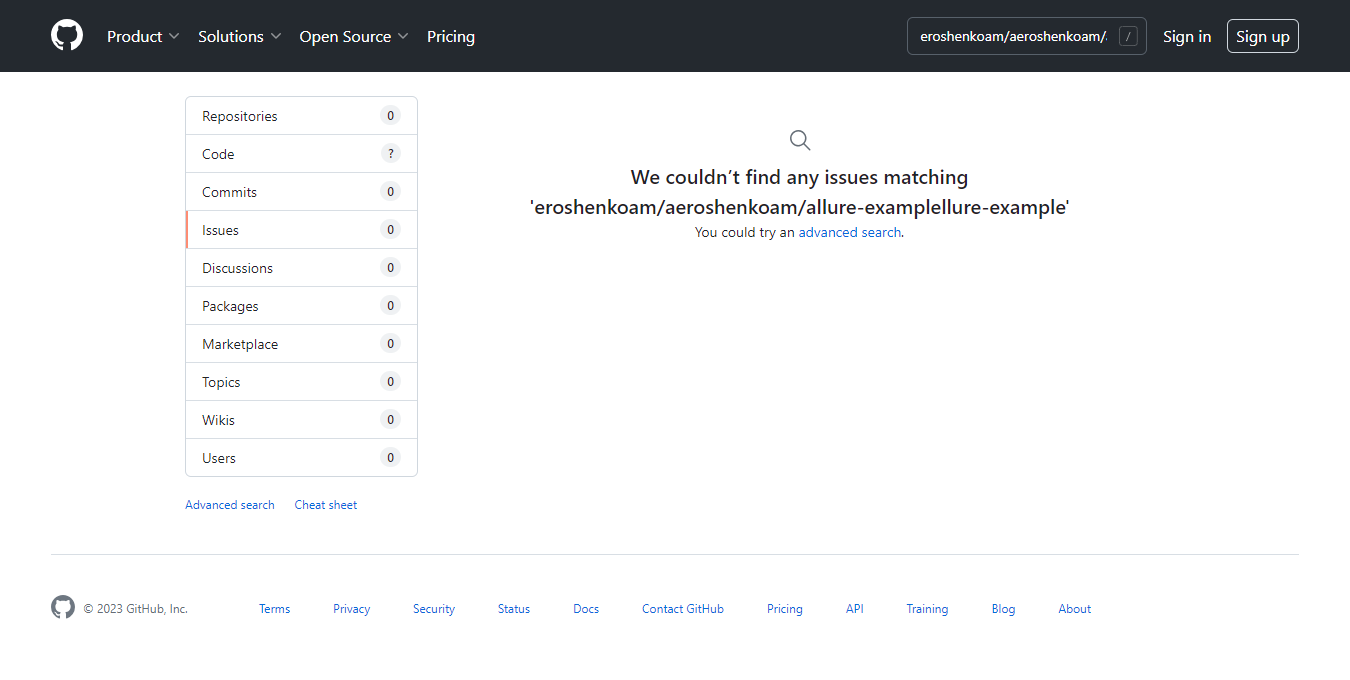 Product Solutions Open Source Pricing eroshenkoam/aeroshenkoam/. / Sign in Sign up
Repositories 0
Code ?
Commits 0
Issues 0
Discussions 0
Packages 0
Marketplace 0
Topics 0
Wikis 0
Users 0
Advanced search Cheat sheet
We couldn’t find any issues matching
'eroshenkoam/aeroshenkoam/allure-examplellure-example'
You could try an advanced search.
© 2023 GitHub, Inc. Terms Privacy Security Status Docs Contact GitHub Pricing API Training Blog About